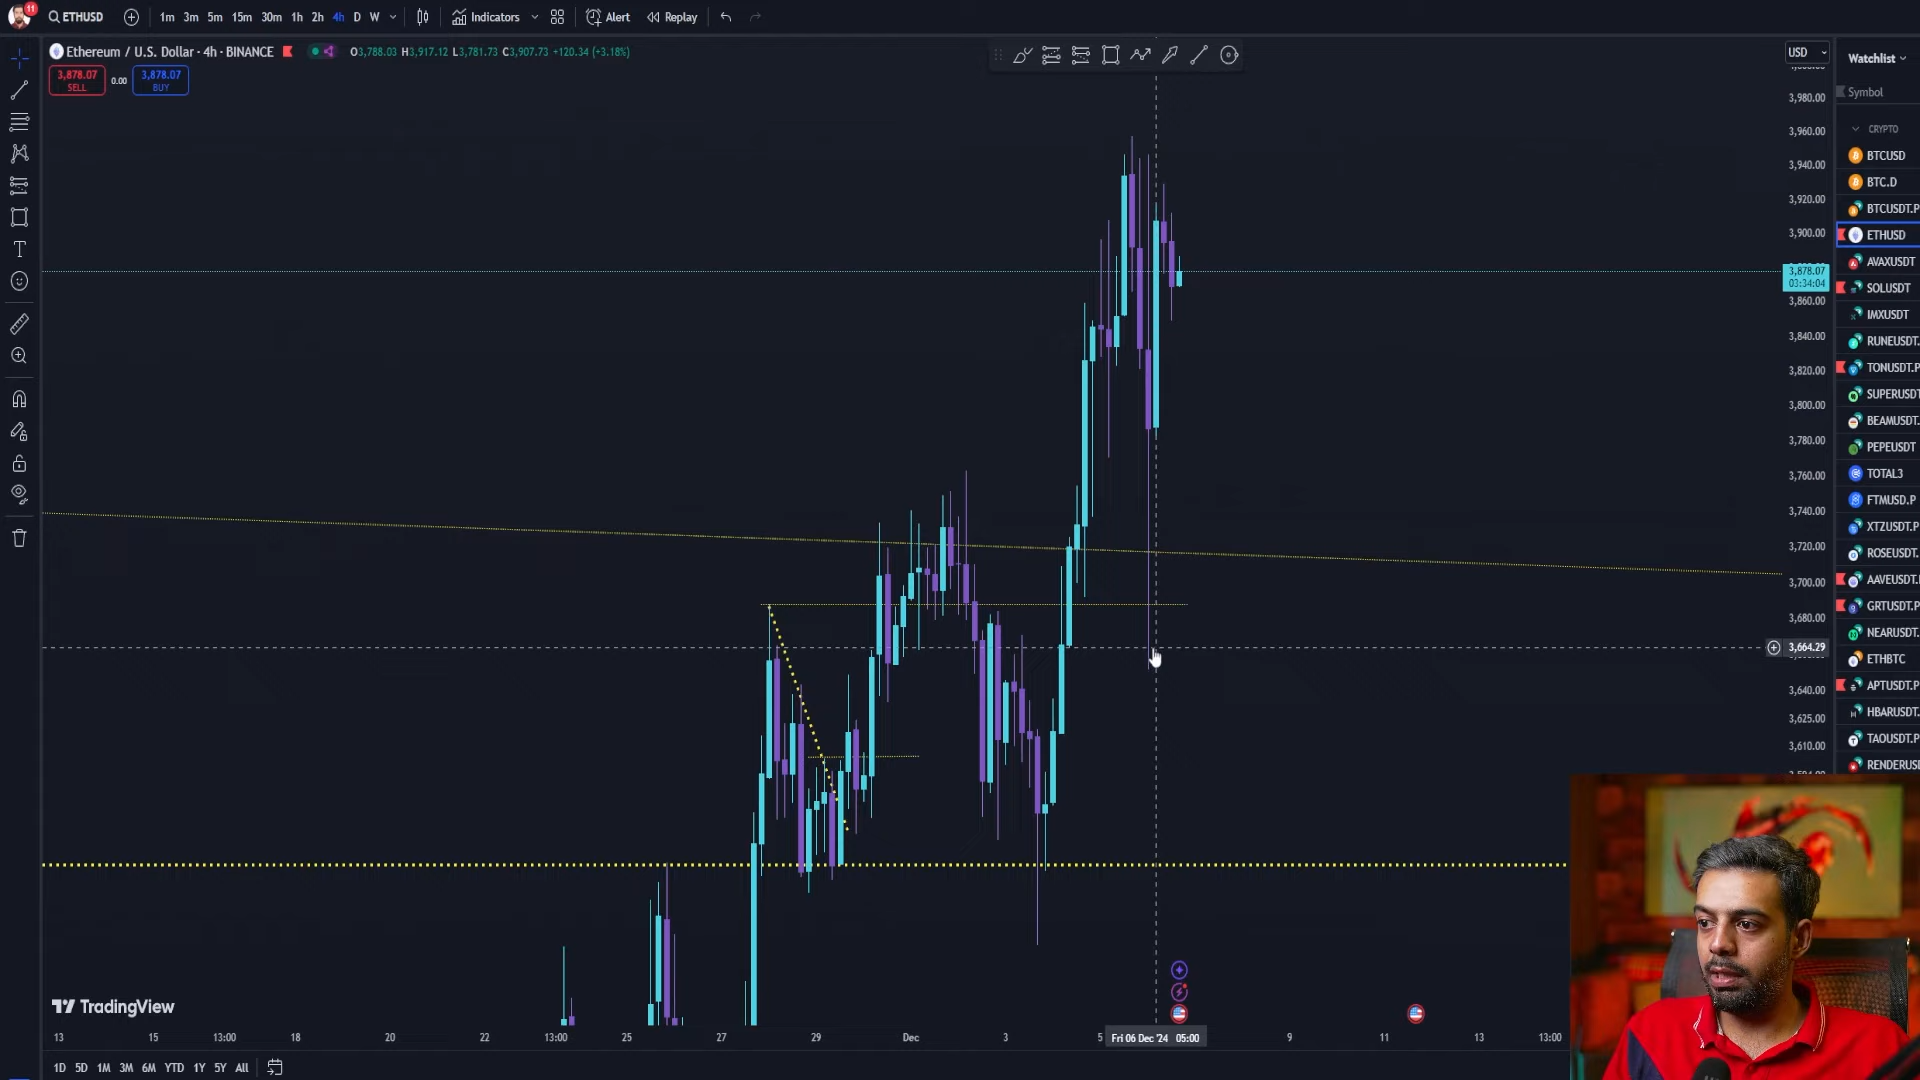 11
ETHUSD
1m 3m 5m 15m 30m 1h 2h 4h D W
Indicators
Alert
Replay
Ethereum / U.S. Dollar · 4h · BINANCE O3,788.03 H3,917.12 L3,781.73 C3,907.73 +120.34 (+3.18%)
3,878.07
SELL
0.00
3,878.07
BUY
USD
3,980.00
3,960.00
3,940.00
3,920.00
3,900.00
3,878.07
03:34:04
3,860.00
3,840.00
3,820.00
3,800.00
3,780.00
3,760.00
3,740.00
3,720.00
3,700.00
3,680.00
3,664.29
3,640.00
3,625.00
3,610.00
Watchlist
Symbol
CRYPTO
BTCUSD
BTC.D
BTCUSDT.P
ETHUSD
AVAXUSDT
SOLUSDT
IMXUSDT
RUNEUSDT.
TONUSDT.P
SUPERUSDT
BEAMUSDT.
PEPEUSDT
TOTAL3
FTMUSD.P
XTZUSDT.P
ROSEUSDT.
AAVEUSDT.
GRTUSDT.P
NEARUSDT.
ETHBTC
APTUSDT.P
HBARUSDT.
TAOUSDT.P
RENDERUSD
TradingView
13 15 13:00 18 20 22 13:00 25 27 29 Dec 3 5 Fri 06 Dec '24 05:00 9 11 13 13:00
1D 5D 1M 3M 6M YTD 1Y 5Y All